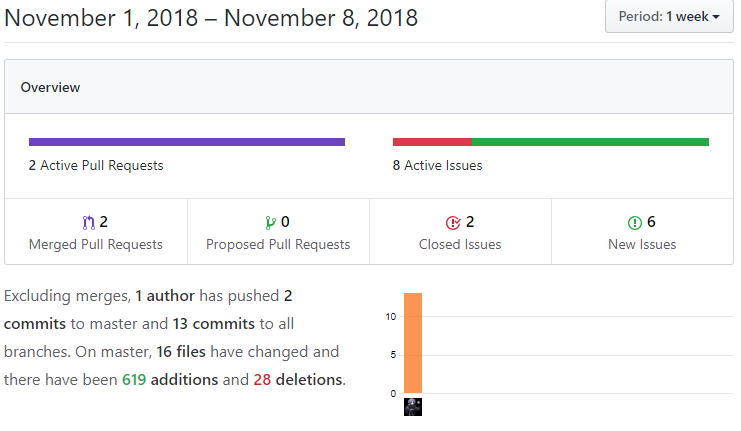 November 1, 2018 – November 8, 2018
Period: 1 week
Overview
2 Active Pull Requests
8 Active Issues
2
Merged Pull Requests
0
Proposed Pull Requests
2
Closed Issues
6
New Issues
Excluding merges, 1 author has pushed 2
commits to master and 13 commits to all
branches. On master, 16 files have changed and
there have been 619 additions and 28 deletions.
10
5
0